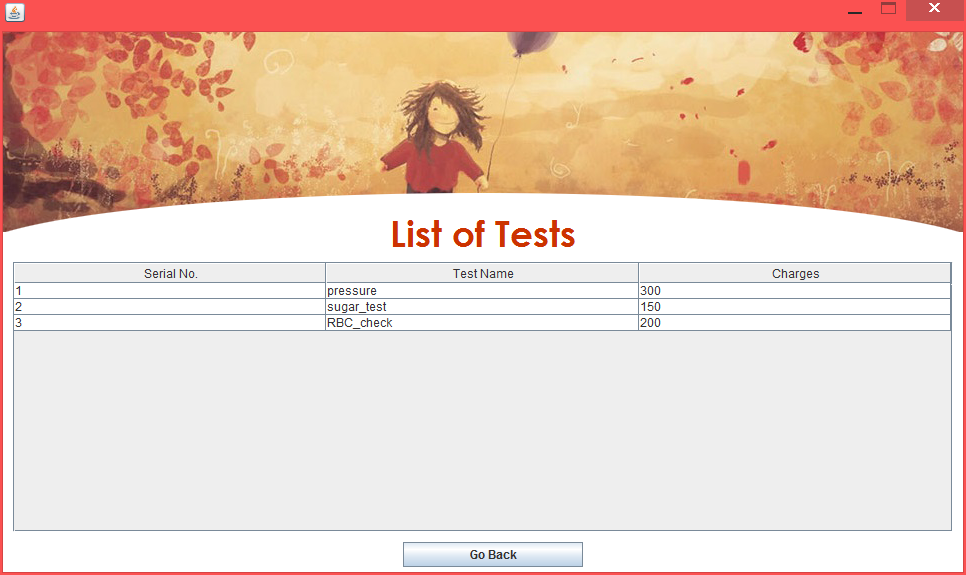 List of Tests
Serial No. Test Name Charges
1 pressure 300
2 sugar_test 150
3 RBC_check 200
Go Back